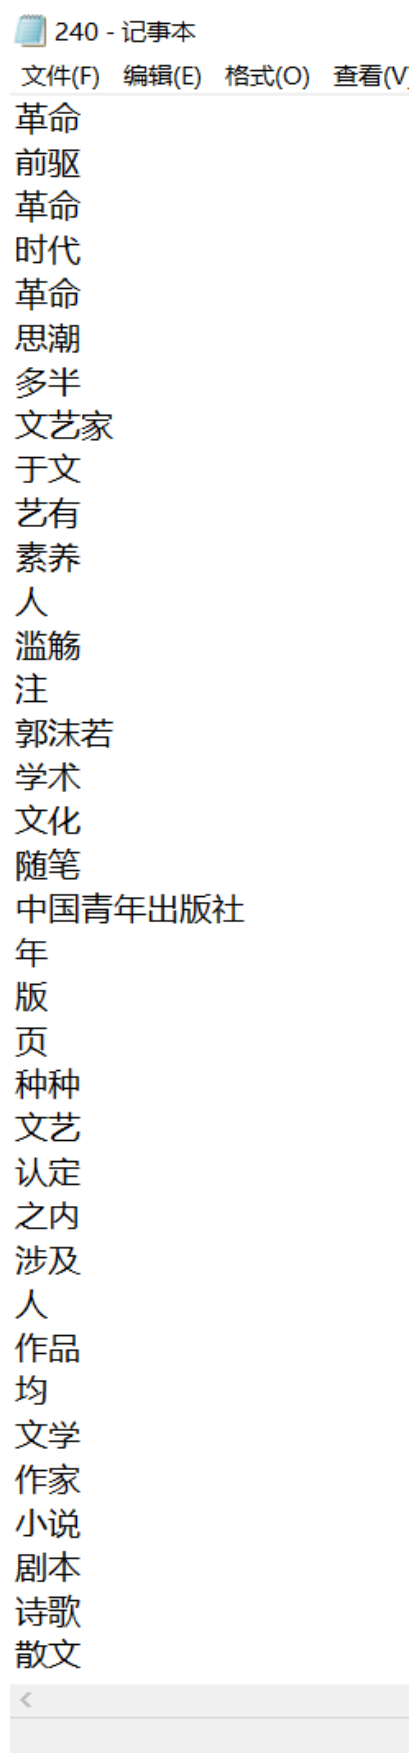 240 - 记事本
文件(F) 编辑(E) 格式(O) 查看(V)
革命
前驱
革命
时代
革命
思潮
多半
文艺家
于文
艺有
素养
人
滥觞
注
郭沫若
学术
文化
随笔
中国青年出版社
年
版
页
种种
文艺
认定
之内
涉及
人
作品
均
文学
作家
小说
剧本
诗歌
散文